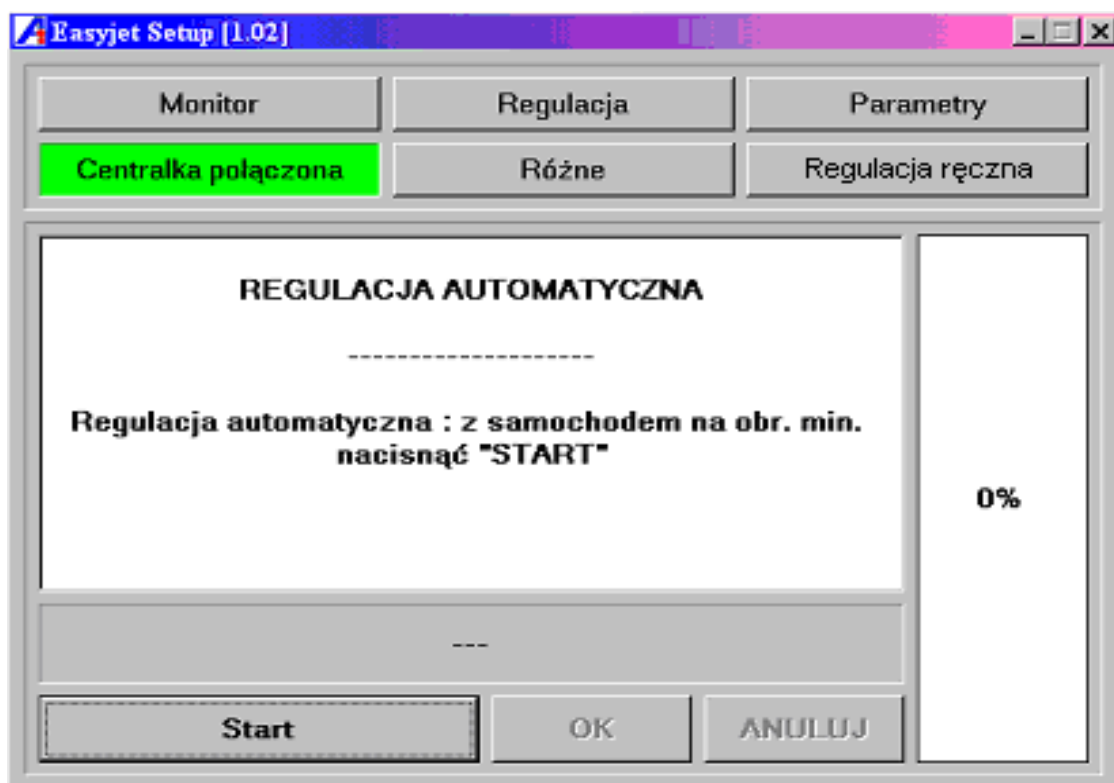 Easyjet Setup [1.02]
Monitor
Regulacja
Parametry
Centralka połączona
Różne
Regulacja ręczna
REGULACJA AUTOMATYCZNA
--------------------
Regulacja automatyczna : z samochodem na obr. min.
nacisnąć "START"
0%
---
Start
OK
ANULUJ